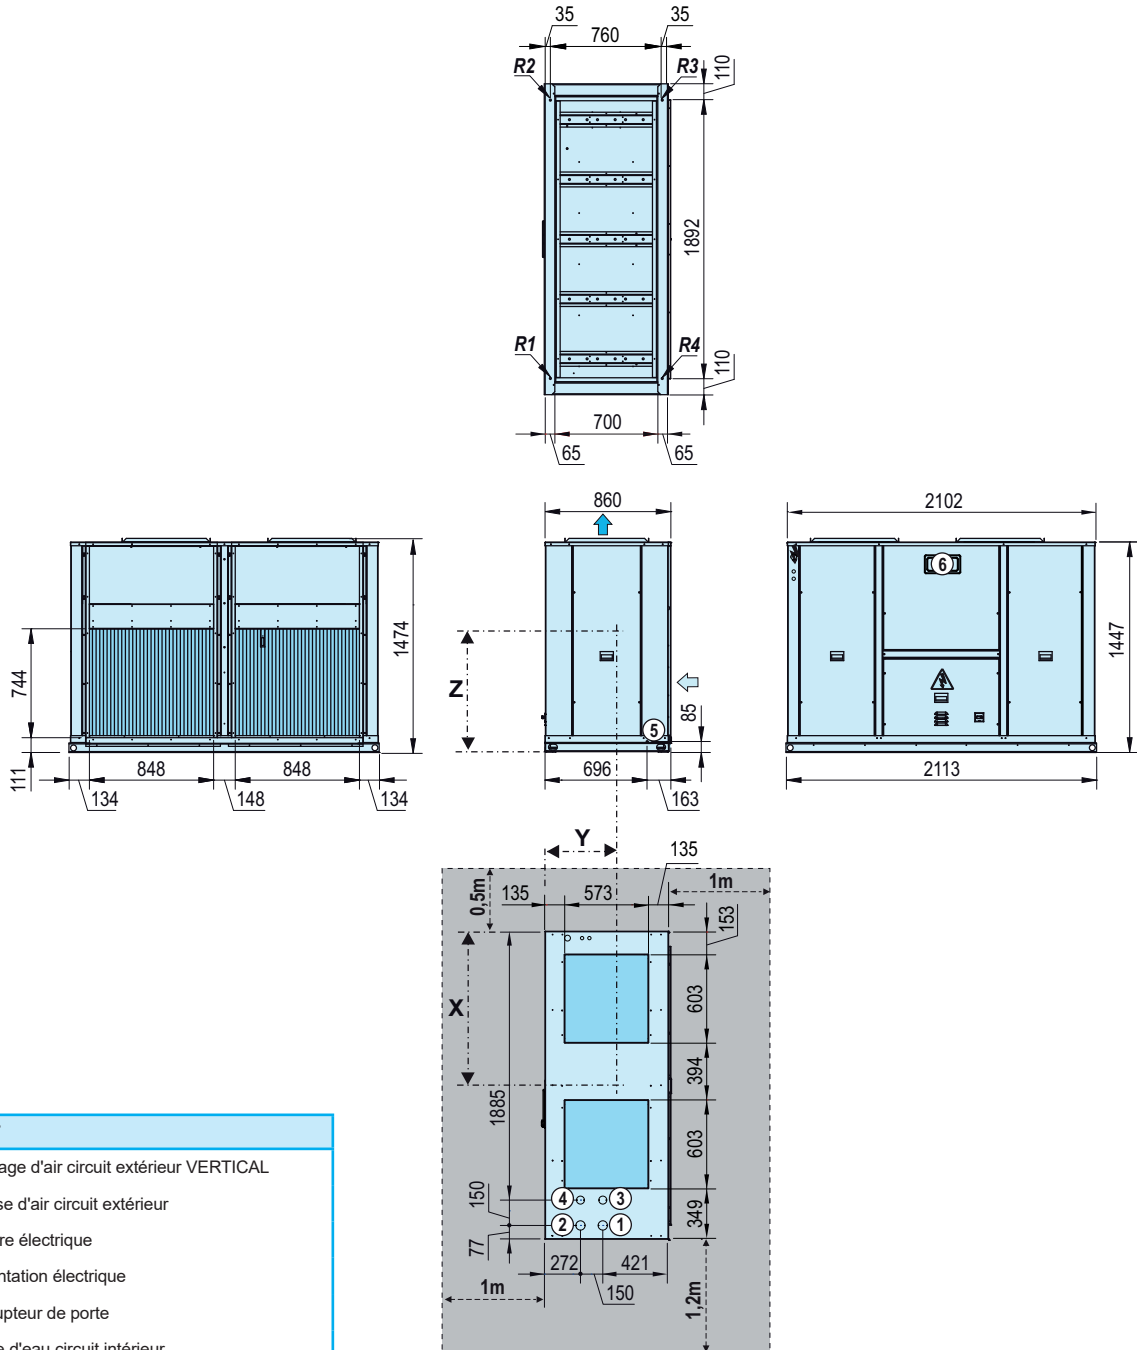 35 760 35
R2 R3 110
1892
R1 R4 110
700
65 65
860
2102
6
1474
744
111
848 848
134 148 134
Z
5
85
696
163
1447
2113
Y
135
0,5m
135 573
1m
153
X
1885
603
394
603
349
150
77
4 3
2 1
272 421
150
1m
1,2m
age d'air circuit extérieur VERTICAL
se d'air circuit extérieur
re électrique
ntation électrique
upteur de porte
e d'eau circuit intérieur